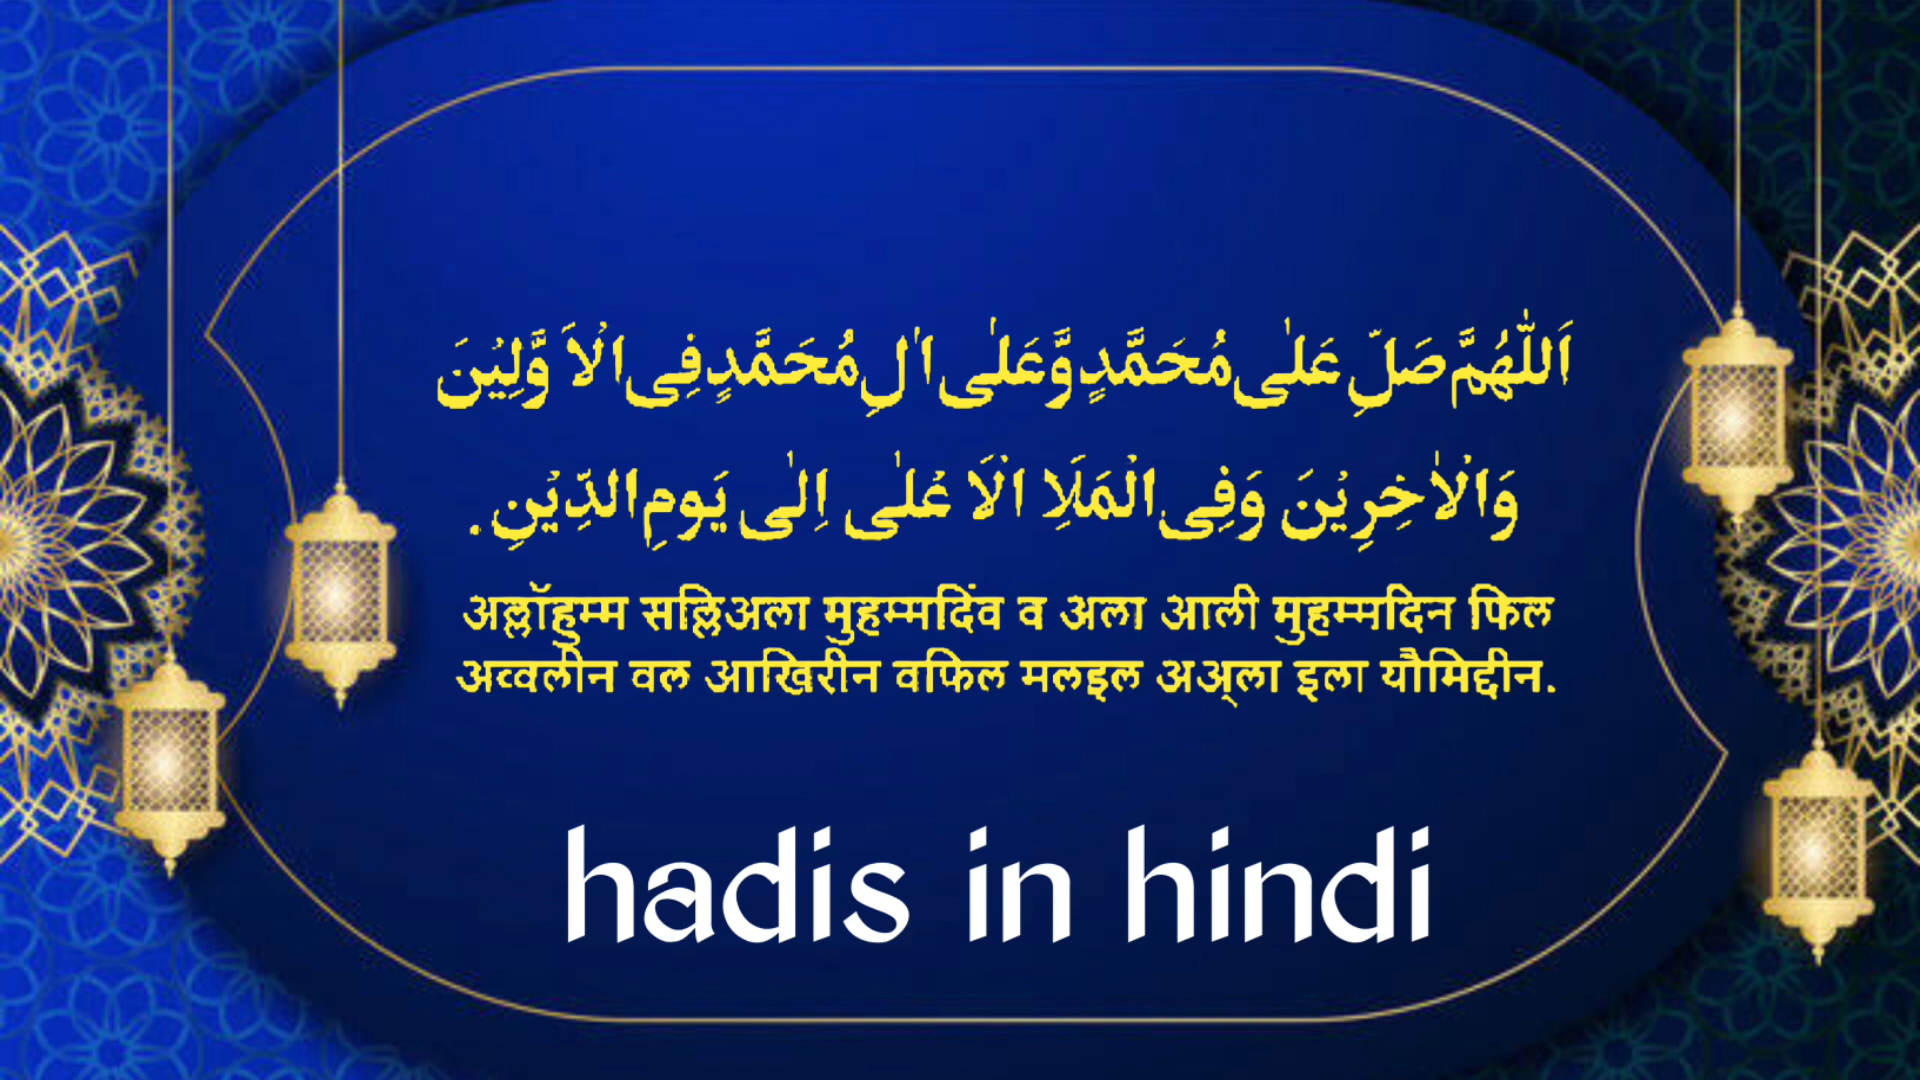 اَللّٰهُمَّ صَلِّ عَلٰى مُحَمَّدٍ وَّعَلٰى اٰلِ مُحَمَّدٍ فِى الْاَ وَّلِيْنَ
وَالْاٰخِرِيْنَ وَفِى الْمَلَاِ الْاَ عْلٰى اِلٰى يَومِ الدِّيْنِ.
अल्लॉहुम्म सल्लिअला मुहम्मदिंव व अला आली मुहम्मदिन फिल
अव्वलीन वल आखिरीन वफिल मलइल अअ्ला इला यौमिद्दीन.
hadis in hindi